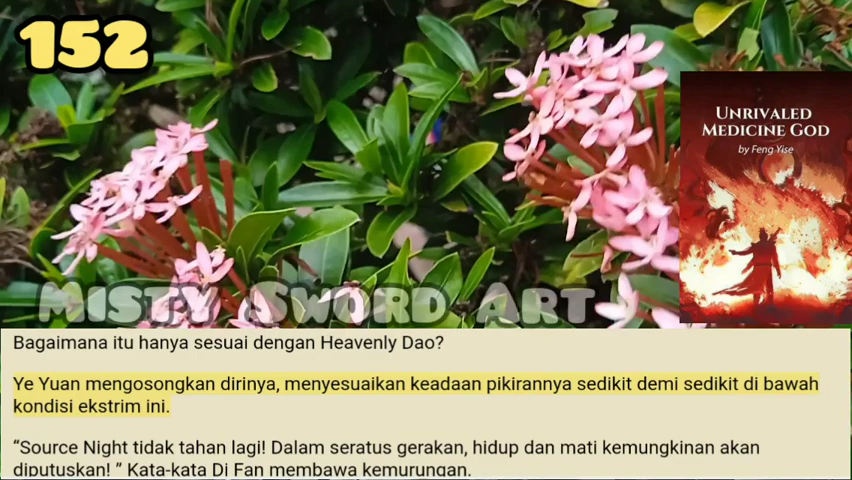 152
UNRIVALED
MEDICINE GOD
by Feng Yise
MISTY SWORD ART
Bagaimana itu hanya sesuai dengan Heavenly Dao?
Ye Yuan mengosongkan dirinya, menyesuaikan keadaan pikirannya sedikit demi sedikit di bawah
kondisi ekstrim ini.
“Source Night tidak tahan lagi! Dalam seratus gerakan, hidup dan mati kemungkinan akan
diputuskan! ” Kata-kata Di Fan membawa kemurungan.